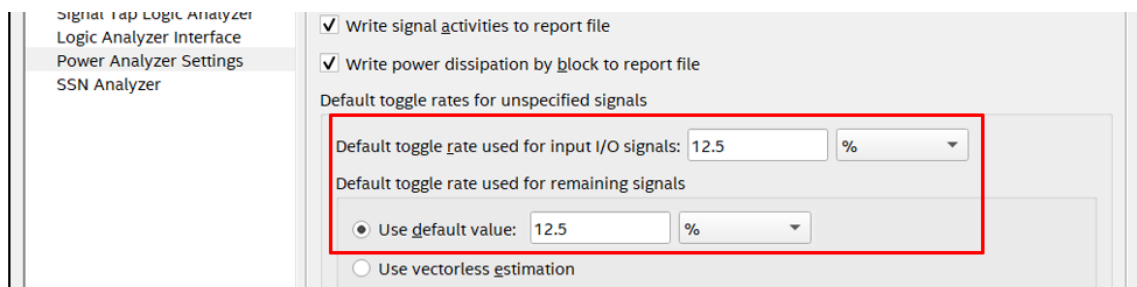 Signal Tap Logic Analyzer
Logic Analyzer Interface
Power Analyzer Settings
SSN Analyzer
Write signal activities to report file
Write power dissipation by block to report file
Default toggle rates for unspecified signals
Default toggle rate used for input I/O signals: 12.5 %
Default toggle rate used for remaining signals
Use default value: 12.5 %
Use vectorless estimation